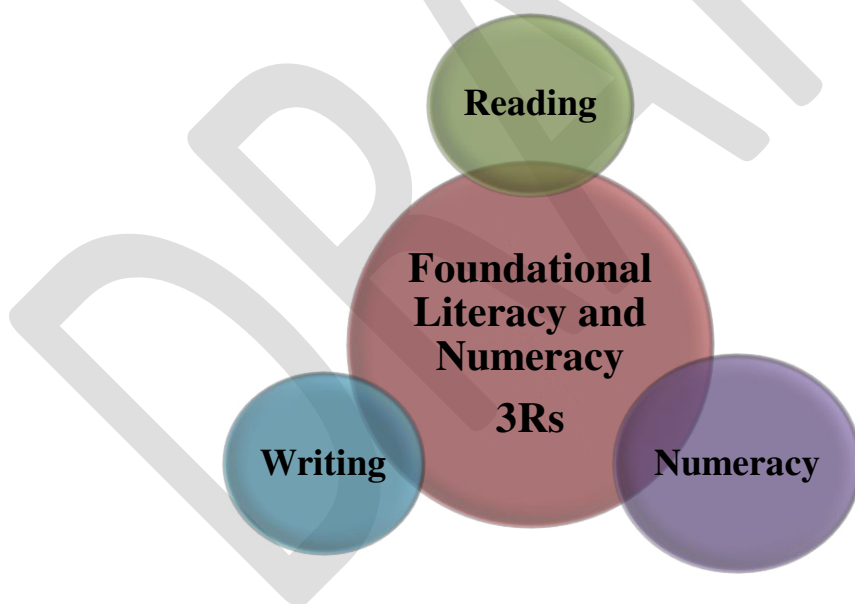 Reading
Foundational
Literacy and
Numeracy
3Rs
Writing
Numeracy